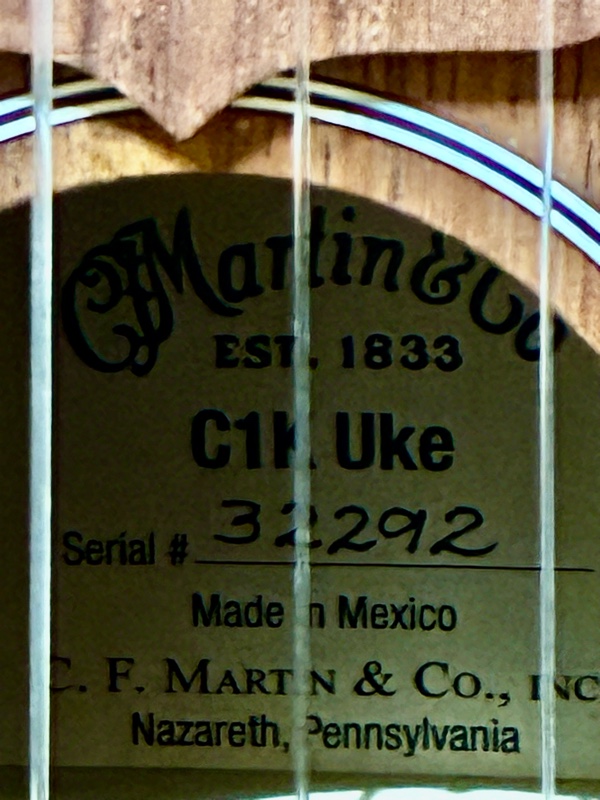 CFMartin & Co
EST. 1833
C1K Uke
Serial # 32292
Made in Mexico
C. F. MARTIN & CO., INC
Nazareth, Pennsylvania